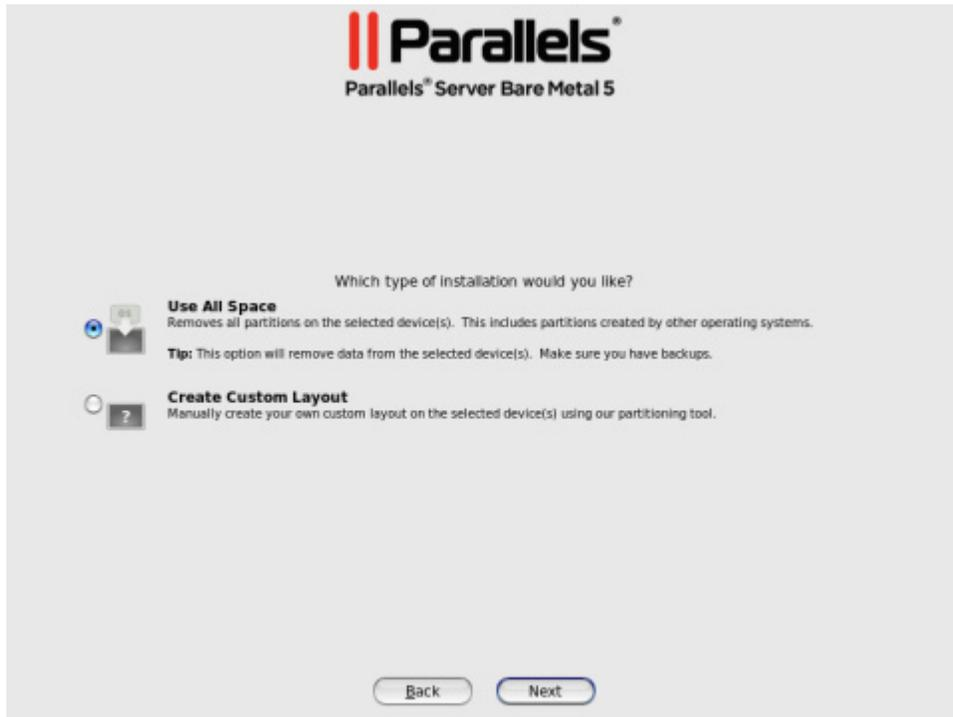 Parallels®
Parallels® Server Bare Metal 5
Which type of installation would you like?
Use All Space
Removes all partitions on the selected device(s). This includes partitions created by other operating systems.
Tip: This option will remove data from the selected device(s). Make sure you have backups.
Create Custom Layout
Manually create your own custom layout on the selected device(s) using our partitioning tool.
OS
?
Back
Next